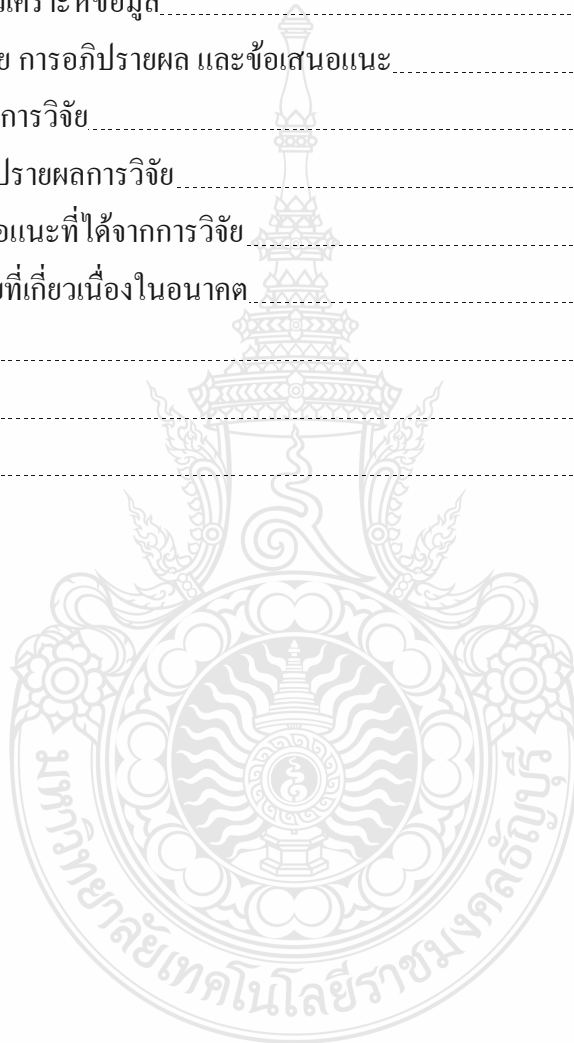 วิเคราะห์ข้อมูล
ย การอภิปรายผล และข้อเสนอแนะ
การวิจัย
ปรายผลการวิจัย
อแนะที่ได้จากการวิจัย
ยที่เกี่ยวเนื่องในอนาคต
มหาวิทยาลัยเทคโนโลยีราชมงคลธัญบุรี